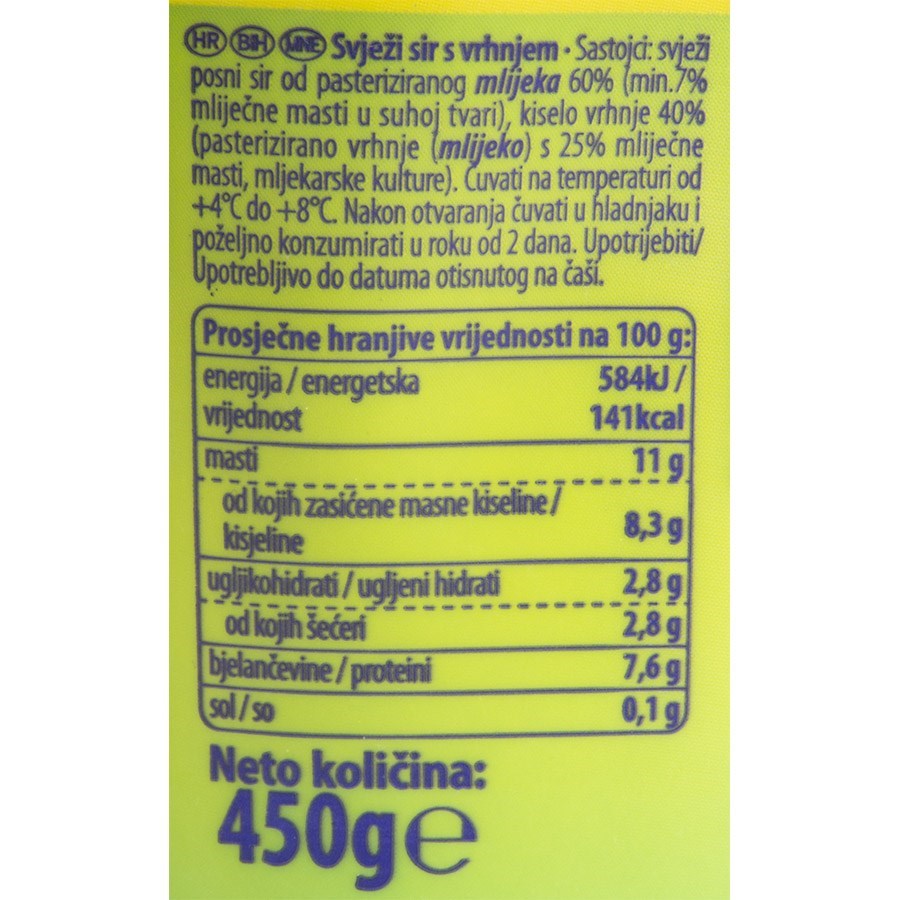 HR BIH MNE Svježi sir s vrhnjem · Sastojci: svježi
posni sir od pasteriziranog mlijeka 60% (min.7%
mliječne masti u suhoj tvari), kiselo vrhnje 40%
(pasterizirano vrhnje (mlijeko) s 25% mliječne
masti, mljekarske kulture). Čuvati na temperaturi od
+4°C do +8°C. Nakon otvaranja čuvati u hladnjaku i
poželjno konzumirati u roku od 2 dana. Upotrijebiti/
Upotrebljivo do datuma otisnutog na čaši.
Prosječne hranjive vrijednosti na 100 g:
energija / energetska 584kJ /
vrijednost 141kcal
masti 11 g
od kojih zasićene masne kiseline /
kisjeline 8,3 g
ugljikohidrati / ugljeni hidrati 2,8 g
od kojih šećeri 2,8 g
bjelančevine / proteini 7,6 g
sol / so 0,1 g
Neto količina:
450g e